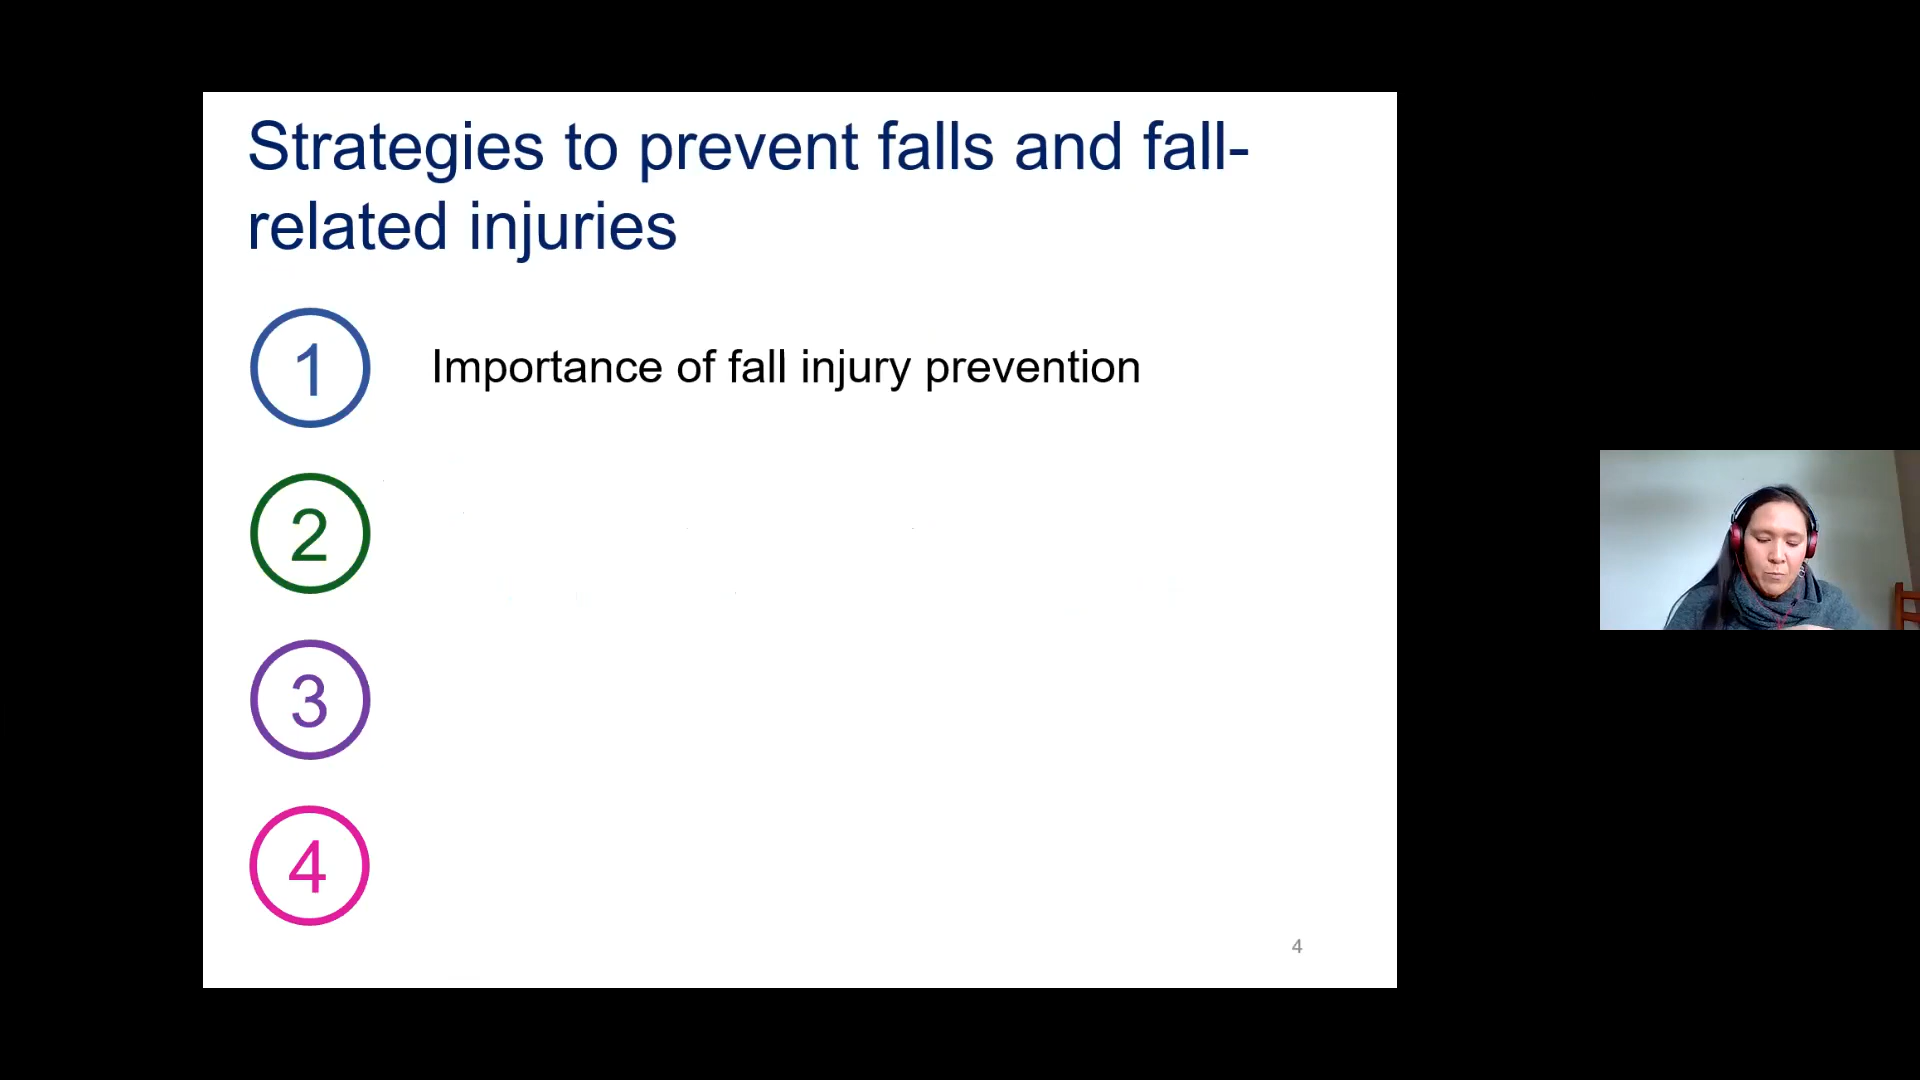 Strategies to prevent falls and fall-
related injuries
1 Importance of fall injury prevention
2
3
4
4